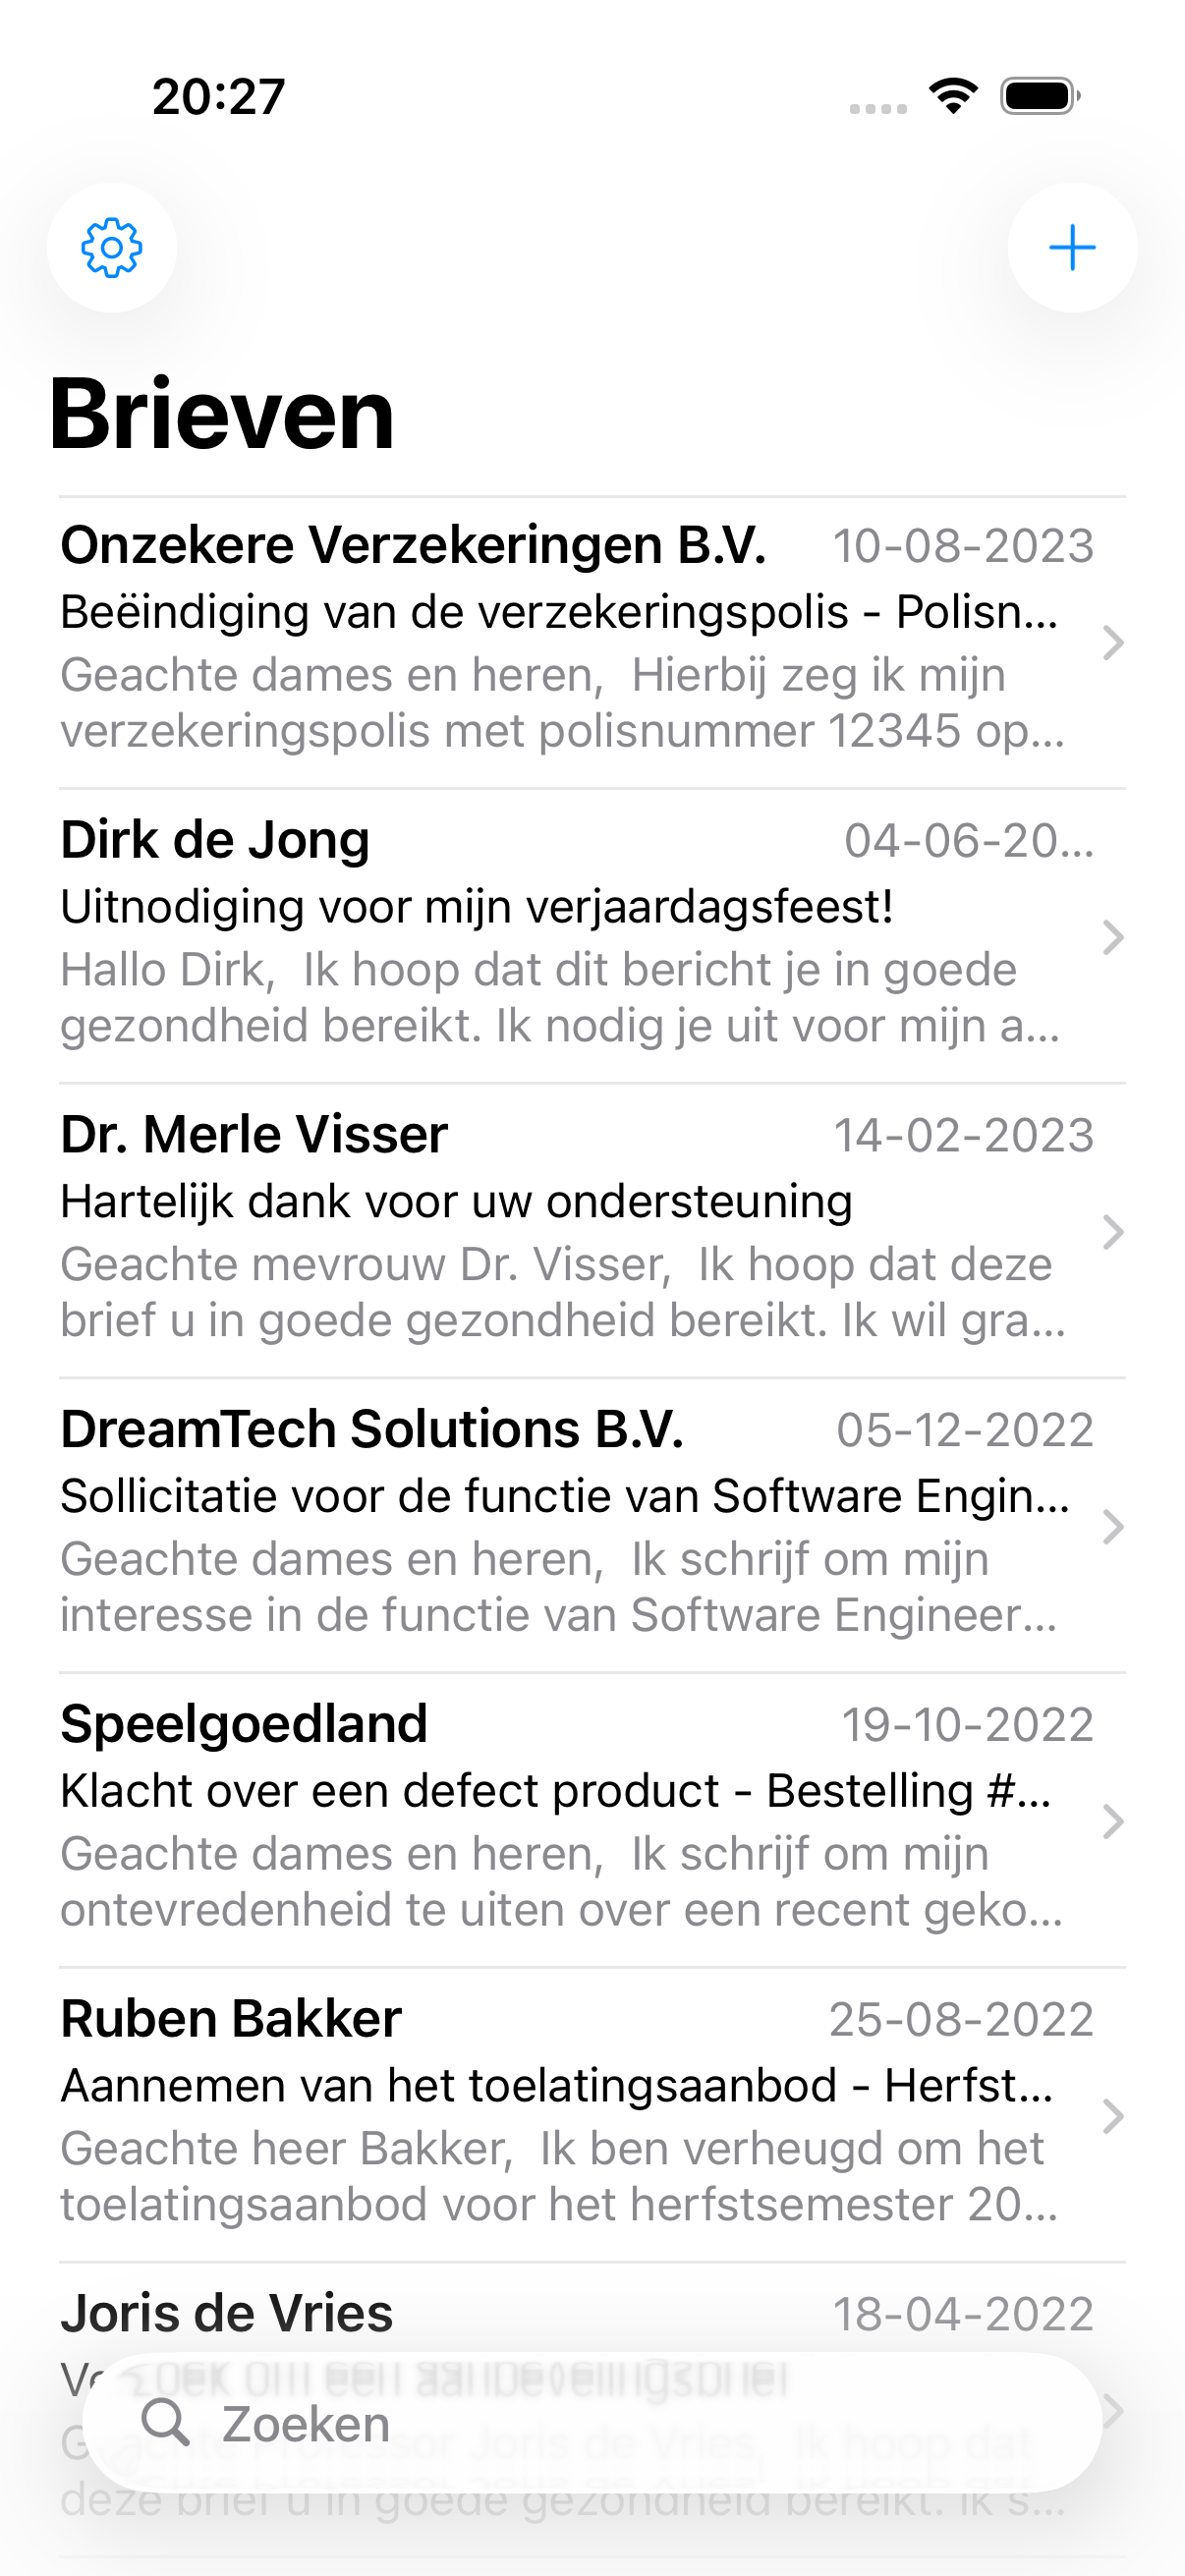 20:27
Brieven
Onzekere Verzekeringen B.V. 10-08-2023
Beëindiging van de verzekeringspolis - Polisn...
Geachte dames en heren, Hierbij zeg ik mijn
verzekeringspolis met polisnummer 12345 op...
Dirk de Jong 04-06-20...
Uitnodiging voor mijn verjaardagsfeest!
Hallo Dirk, Ik hoop dat dit bericht je in goede
gezondheid bereikt. Ik nodig je uit voor mijn a...
Dr. Merle Visser 14-02-2023
Hartelijk dank voor uw ondersteuning
Geachte mevrouw Dr. Visser, Ik hoop dat deze
brief u in goede gezondheid bereikt. Ik wil gra...
DreamTech Solutions B.V. 05-12-2022
Sollicitatie voor de functie van Software Engin...
Geachte dames en heren, Ik schrijf om mijn
interesse in de functie van Software Engineer...
Speelgoedland 19-10-2022
Klacht over een defect product - Bestelling #...
Geachte dames en heren, Ik schrijf om mijn
ontevredenheid te uiten over een recent geko...
Ruben Bakker 25-08-2022
Aannemen van het toelatingsaanbod - Herfst...
Geachte heer Bakker, Ik ben verheugd om het
toelatingsaanbod voor het herfstsemester 20...
Joris de Vries 18-04-2022
een aanbevelingsbrief
Zoeken
Geachte Professor Joris de Vries, Ik hoop dat
deze brief u in goede gezondheid bereikt. Ik s...